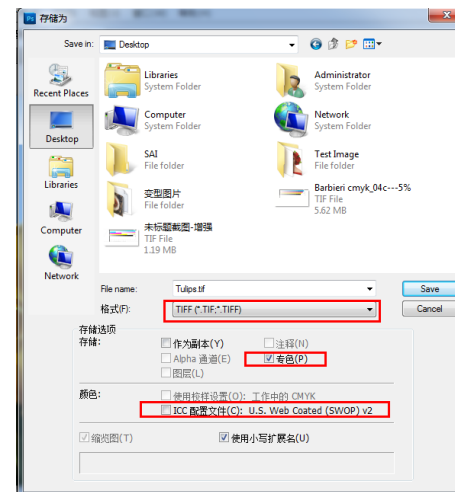 Ps 存储为
Save in: Desktop
Recent Places
Desktop
Libraries
Computer
Network
Libraries
System Folder
Administrator
System Folder
Computer
System Folder
Network
System Folder
SAI
File folder
Test Image
File folder
变型图片
File folder
Barbieri cmyk_04c---5%
TIF File
5.62 MB
未标题截图-增强
TIF File
1.19 MB
File name: Tulips.tif Save
格式(F): TIFF (*.TIF;*.TIFF) Cancel
存储选项
存储: 作为副本(Y) 注释(N)
Alpha 通道(E) 专色(P)
图层(L)
颜色: 使用校样设置(O): 工作中的 CMYK
ICC 配置文件(C): U.S. Web Coated (SWOP) v2
缩览图(T) 使用小写扩展名(U)